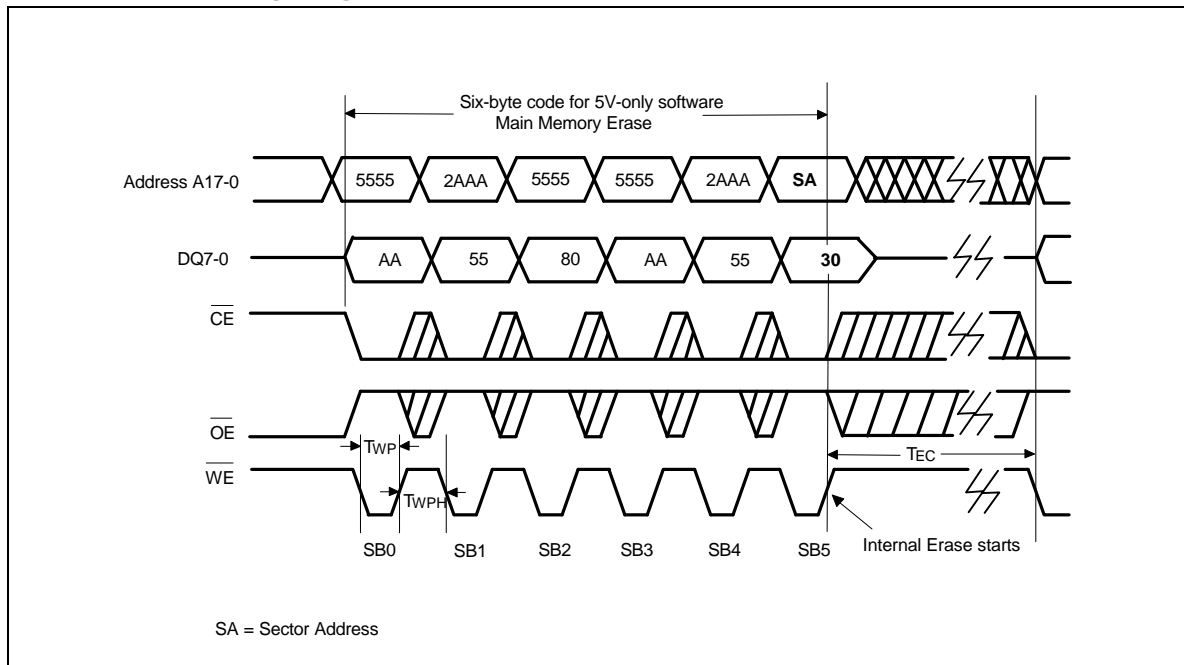 Six-byte code for 5V-only software
Main Memory Erase
Address A17-0
5555 2AAA 5555 5555 2AAA SA
DQ7-0
AA 55 80 AA 55 30
CE
OE
TWP
TEC
WE
TWPH
Internal Erase starts
SB0 SB1 SB2 SB3 SB4 SB5
SA = Sector Address